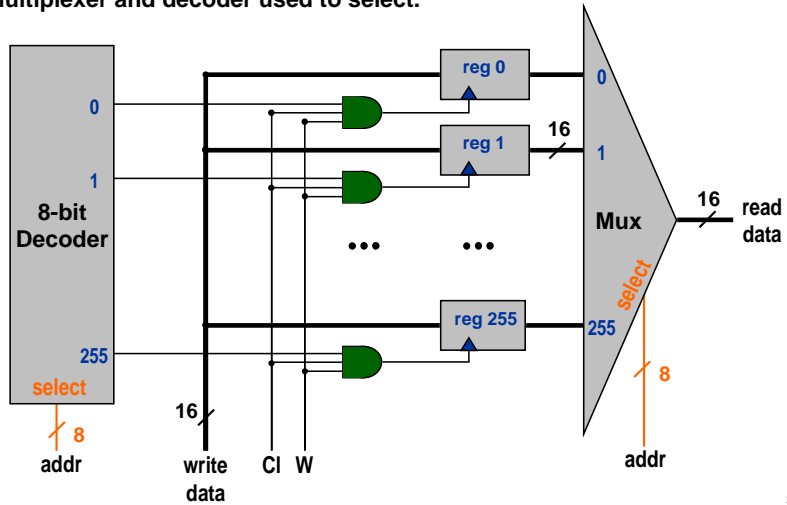 multiplexer and decoder used to select.
reg 0
0
0
reg 1
16
1
1
8-bit
Decoder
Mux
16
read
data
select
••• •••
reg 255
255
255
select
16
8
8
addr
write
data
Cl W
addr